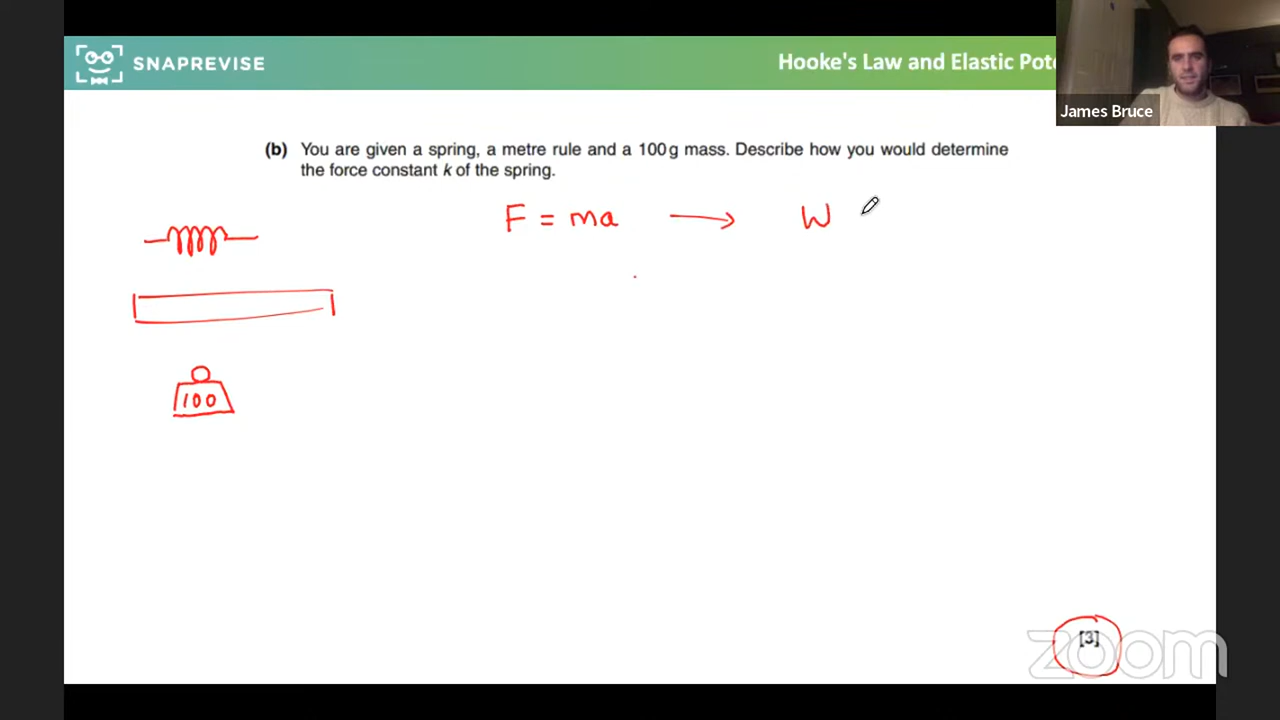 SNAPREVISE
Hooke's Law and Elastic Pote
James Bruce
(b) You are given a spring, a metre rule and a 100 g mass. Describe how you would determine
the force constant k of the spring.
F = ma → W
100
[3]
zoom